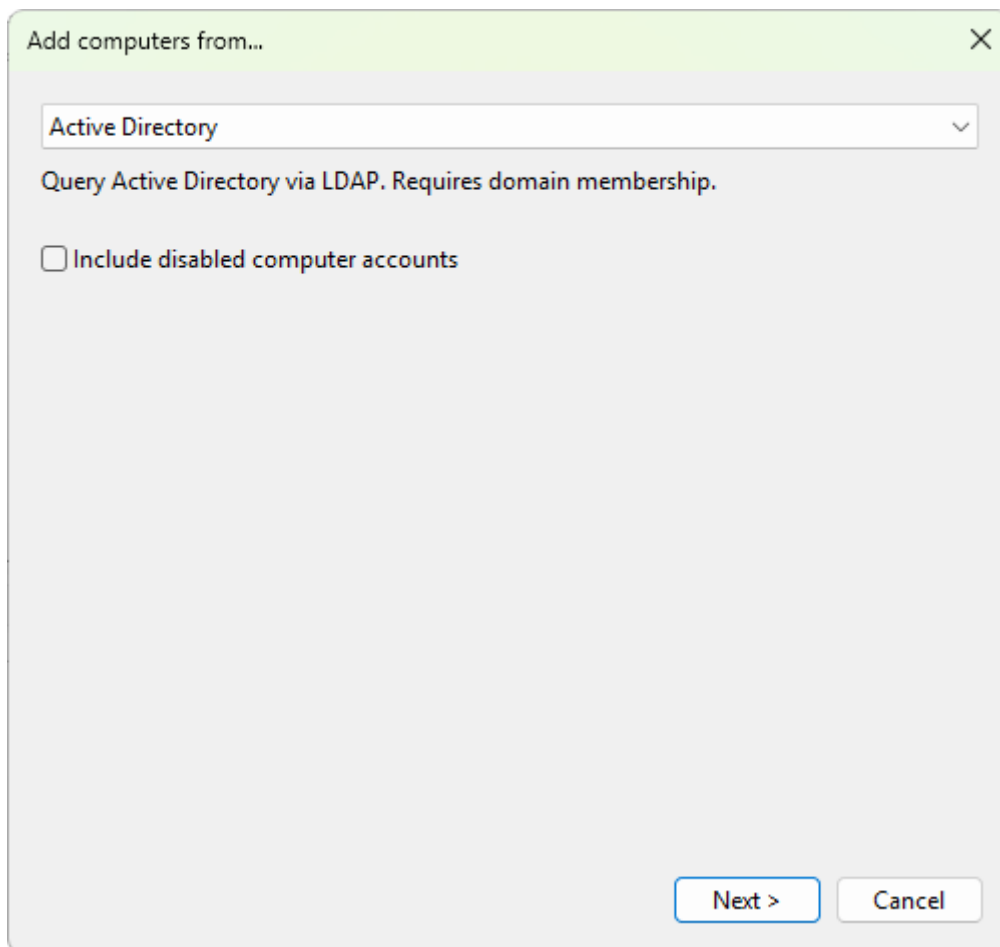 Add computers from...
Active Directory
Query Active Directory via LDAP. Requires domain membership.
Include disabled computer accounts
Next >
Cancel